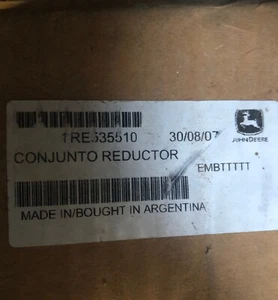 1RE535510 30/08/07
JOHN DEERE
CONJUNTO REDUCTOR
EMBTTTTT
MADE IN/BOUGHT IN ARGENTINA